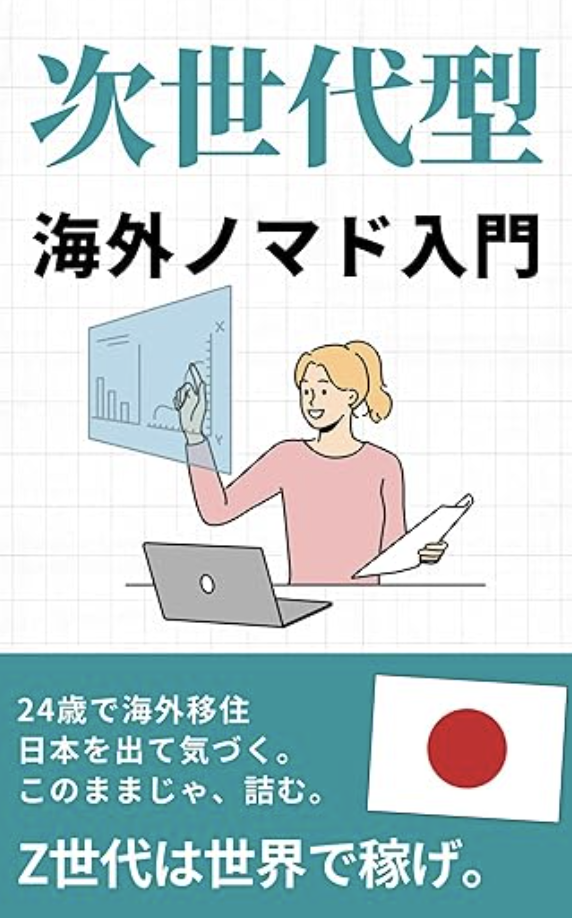 次世代型
海外ノマド入門
X
Y
24歳で海外移住
日本を出て気づく。
このままじゃ、詰む。
Z世代は世界で稼げ。